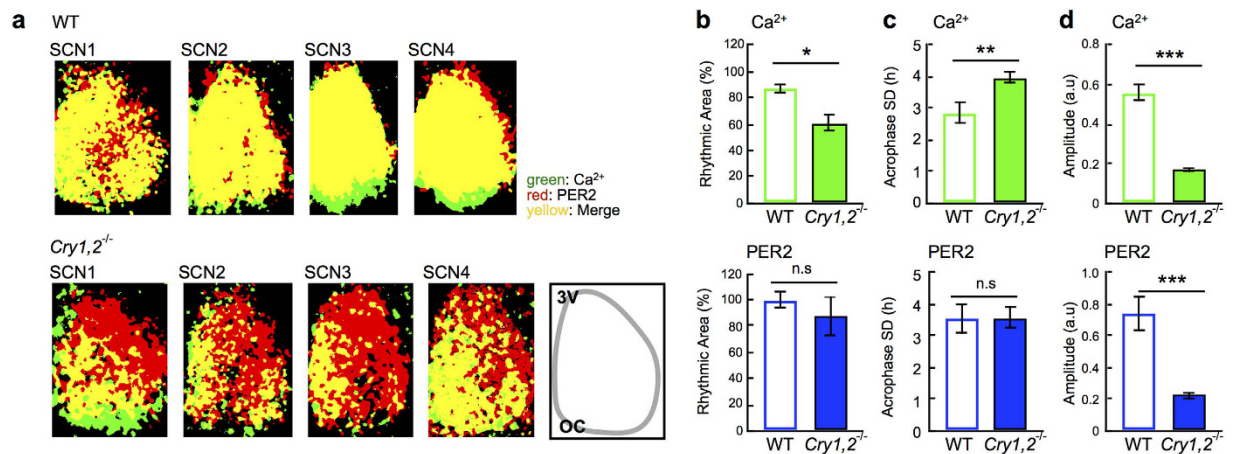 a
WT
SCN1 SCN2 SCN3 SCN4
green: Ca²⁺
red: PER2
yellow: Merge
Cry1,2⁻/⁻
SCN1 SCN2 SCN3 SCN4
3V
OC
b
Ca²⁺
Rhythmic Area (%)
120
100
80
60
40
20
0
*
WT Cry1,2⁻/⁻
PER2
Rhythmic Area (%)
120
100
80
60
80
20
0
n.s
WT Cry1,2⁻/⁻
c
Ca²⁺
Acrophase SD (h)
5
4
3
2
1
0
**
WT Cry1,2⁻/⁻
PER2
Acrophase SD (h)
5
4
3
2
1
0
n.s
WT Cry1,2⁻/⁻
d
Ca²⁺
Amplitude (a.u)
0.8
0.6
0.4
0.2
0
***
WT Cry1,2⁻/⁻
PER2
Amplitude (a.u)
0.8
0.6
0.4
0.2
0
***
WT Cry1,2⁻/⁻